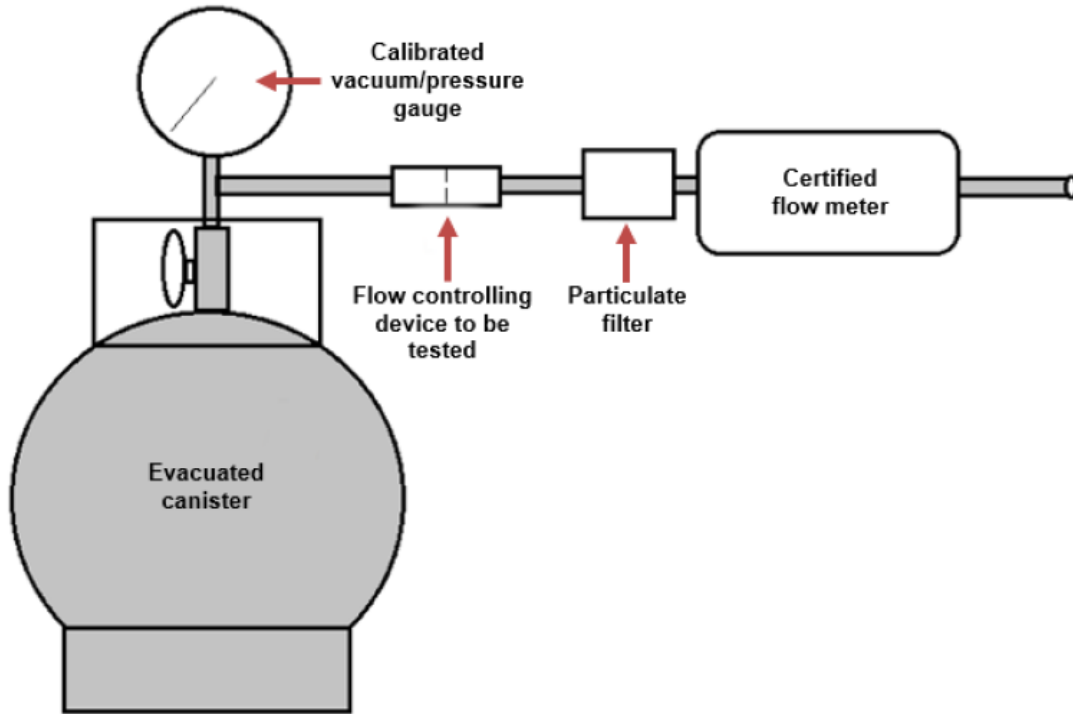 Calibrated
vacuum/pressure
gauge
Certified
flow meter
Flow controlling
device to be
tested
Particulate
filter
Evacuated
canister